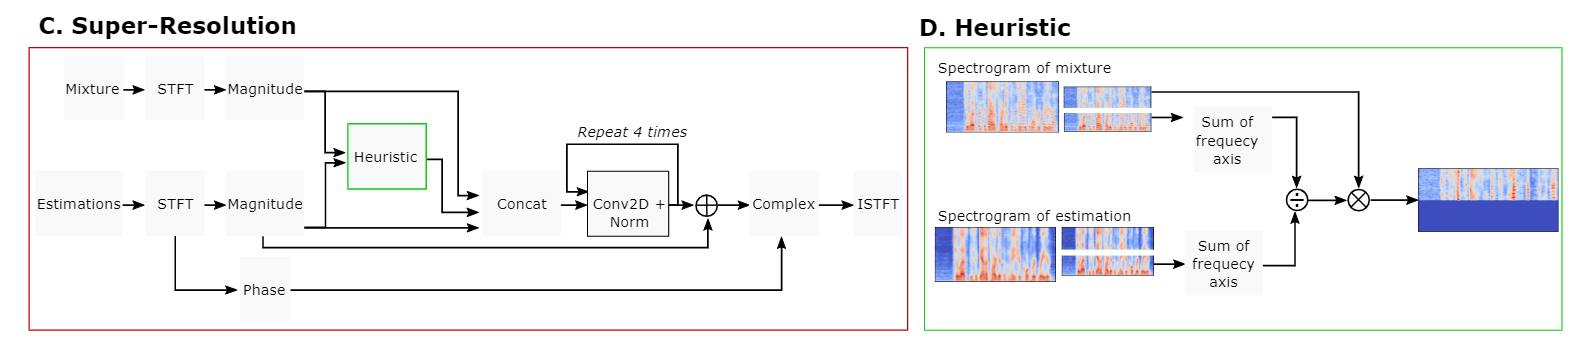 C. Super-Resolution
Mixture
STFT
Magnitude
Heuristic
Repeat 4 times
Estimations
STFT
Magnitude
Concat
Conv2D +
Norm
Complex
ISTFT
Phase
D. Heuristic
Spectrogram of mixture
Sum of
frequecy
axis
Spectrogram of estimation
Sum of
frequecy
axis